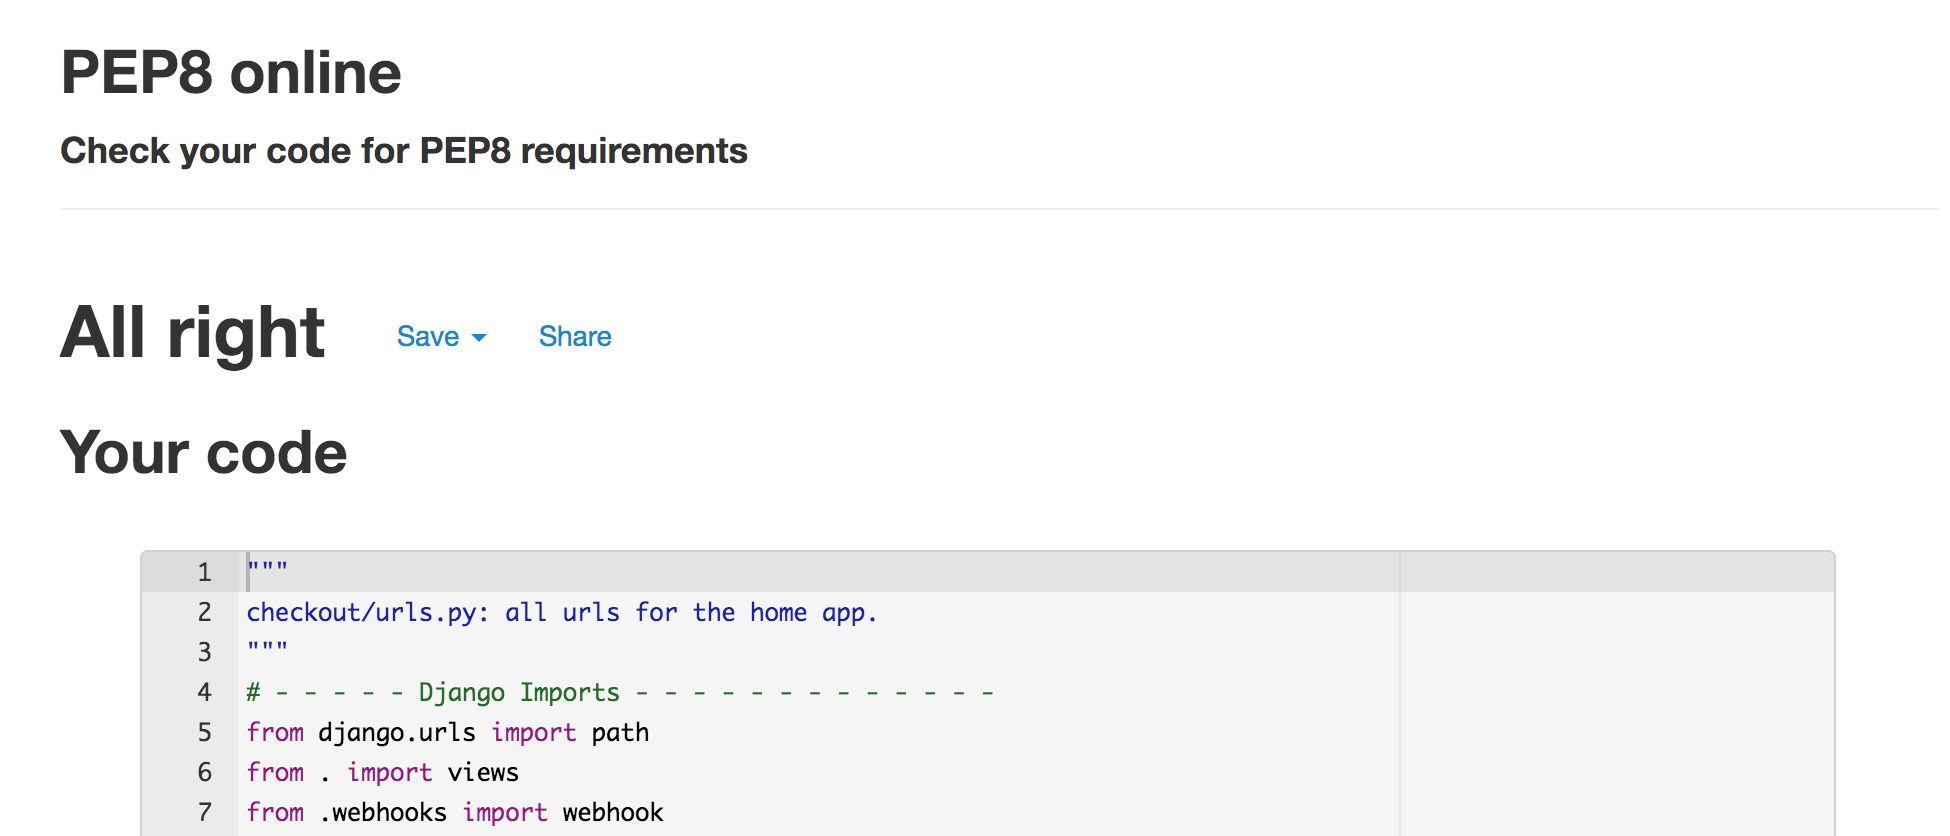 PEP8 online
Check your code for PEP8 requirements
All right Save Share
Your code
1 """
2 checkout/urls.py: all urls for the home app.
3 """
4 # - - - - - Django Imports - - - - - - - - - - - - -
5 from django.urls import path
6 from . import views
7 from .webhooks import webhook